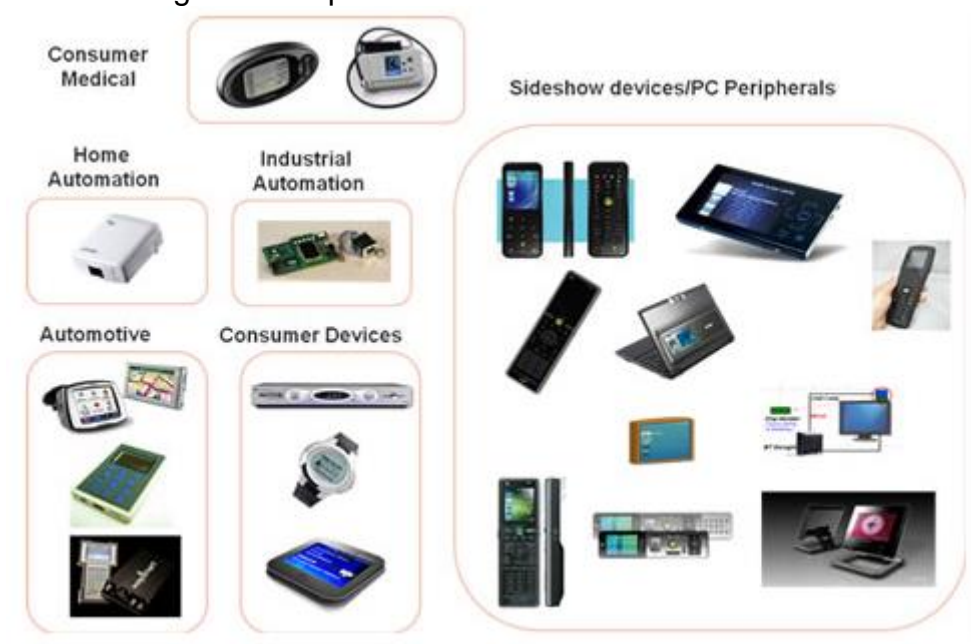 Consumer
Medical
Sideshow devices/PC Peripherals
Home
Automation
Industrial
Automation
Automotive
Consumer Devices